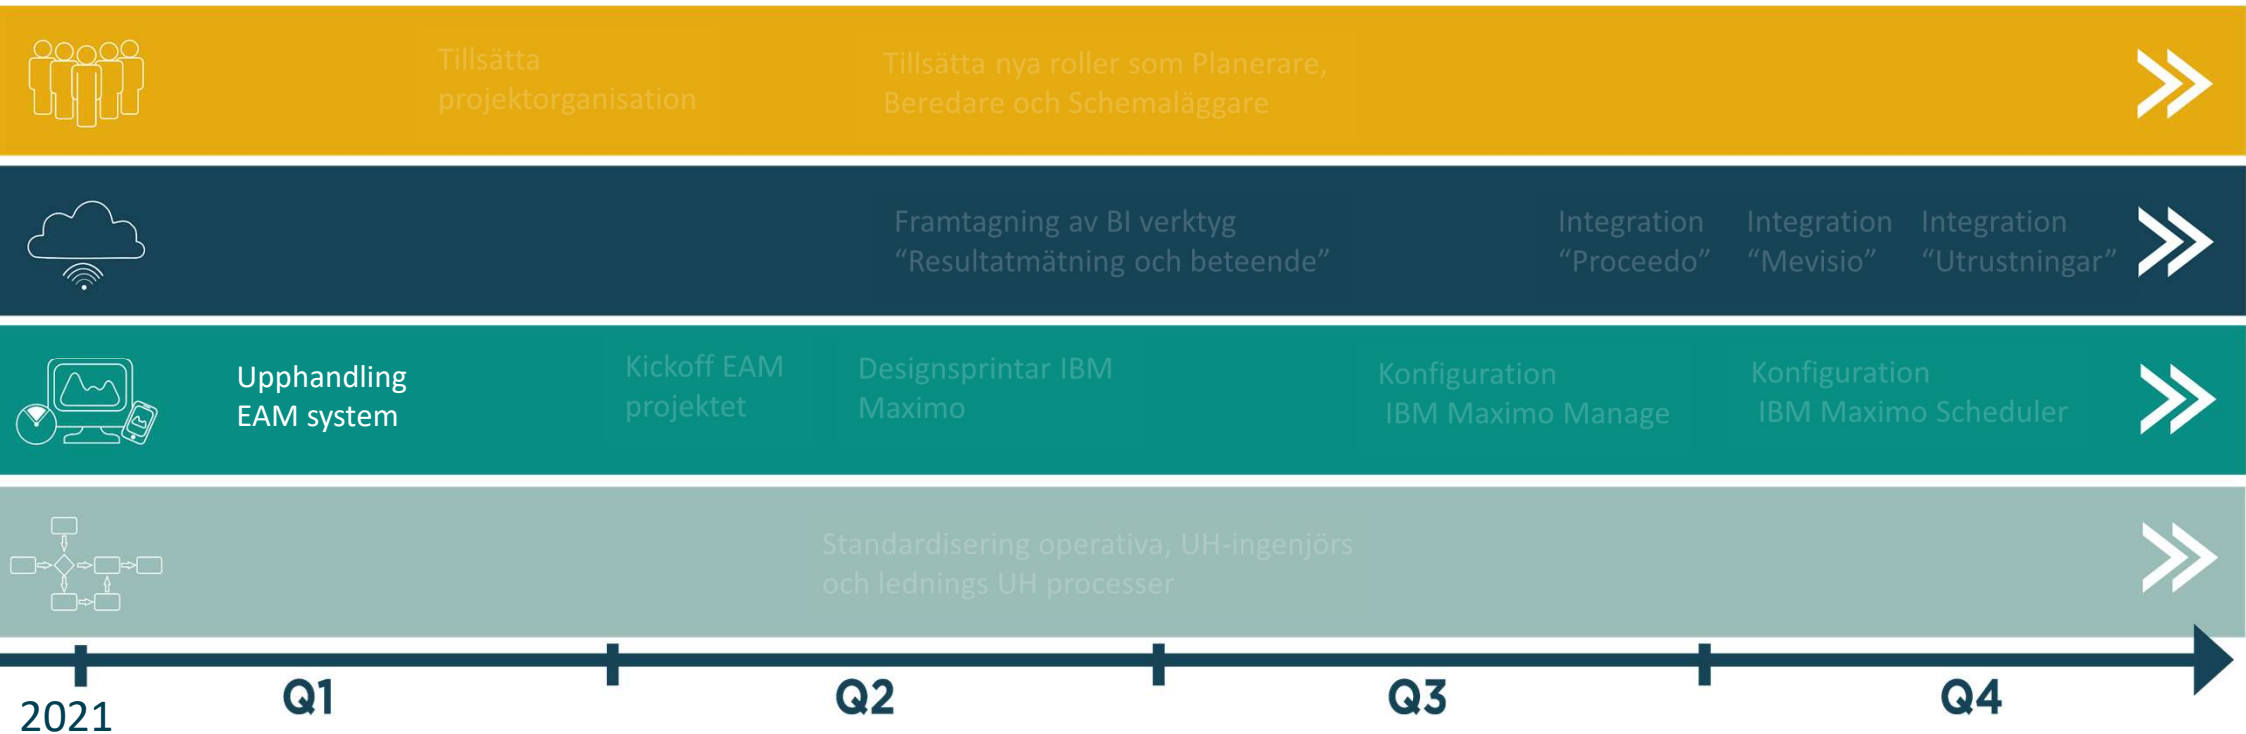 Tillsätta
projektorganisation
Tillsätta nya roller som Planerare,
Beredare och Schemaläggare
Framtagning av BI verktyg
“Resultatmätning och beteende”
Integration
“Proceedo”
Integration
“Mevisio”
Integration
“Utrustningar”
Upphandling
EAM system
Kickoff EAM
projektet
Designsprintar IBM
Maximo
Konfiguration
IBM Maximo Manage
Konfiguration
IBM Maximo Scheduler
Standardisering operativa, UH-ingenjörs
och lednings UH processer
2021
Q1
Q2
Q3
Q4